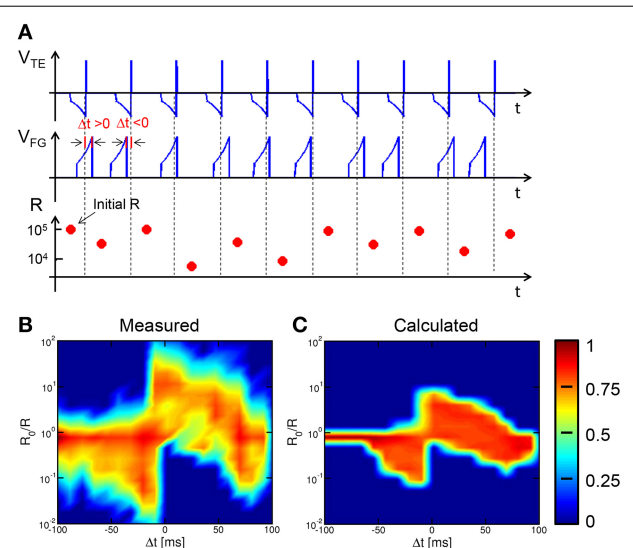 A
V_TE
t
Δt >0 Δt <0
V_FG
t
R
Initial R
10^5
10^4
t
B Measured
C Calculated
10^2
10^1
10^0
10^-1
10^-2
R_0/R
-100 -50 0 50 100
Δt [ms]
10^2
10^1
10^0
10^-1
10^-2
R_0/R
-100 -50 0 50 100
Δt [ms]
1
0.75
0.5
0.25
0